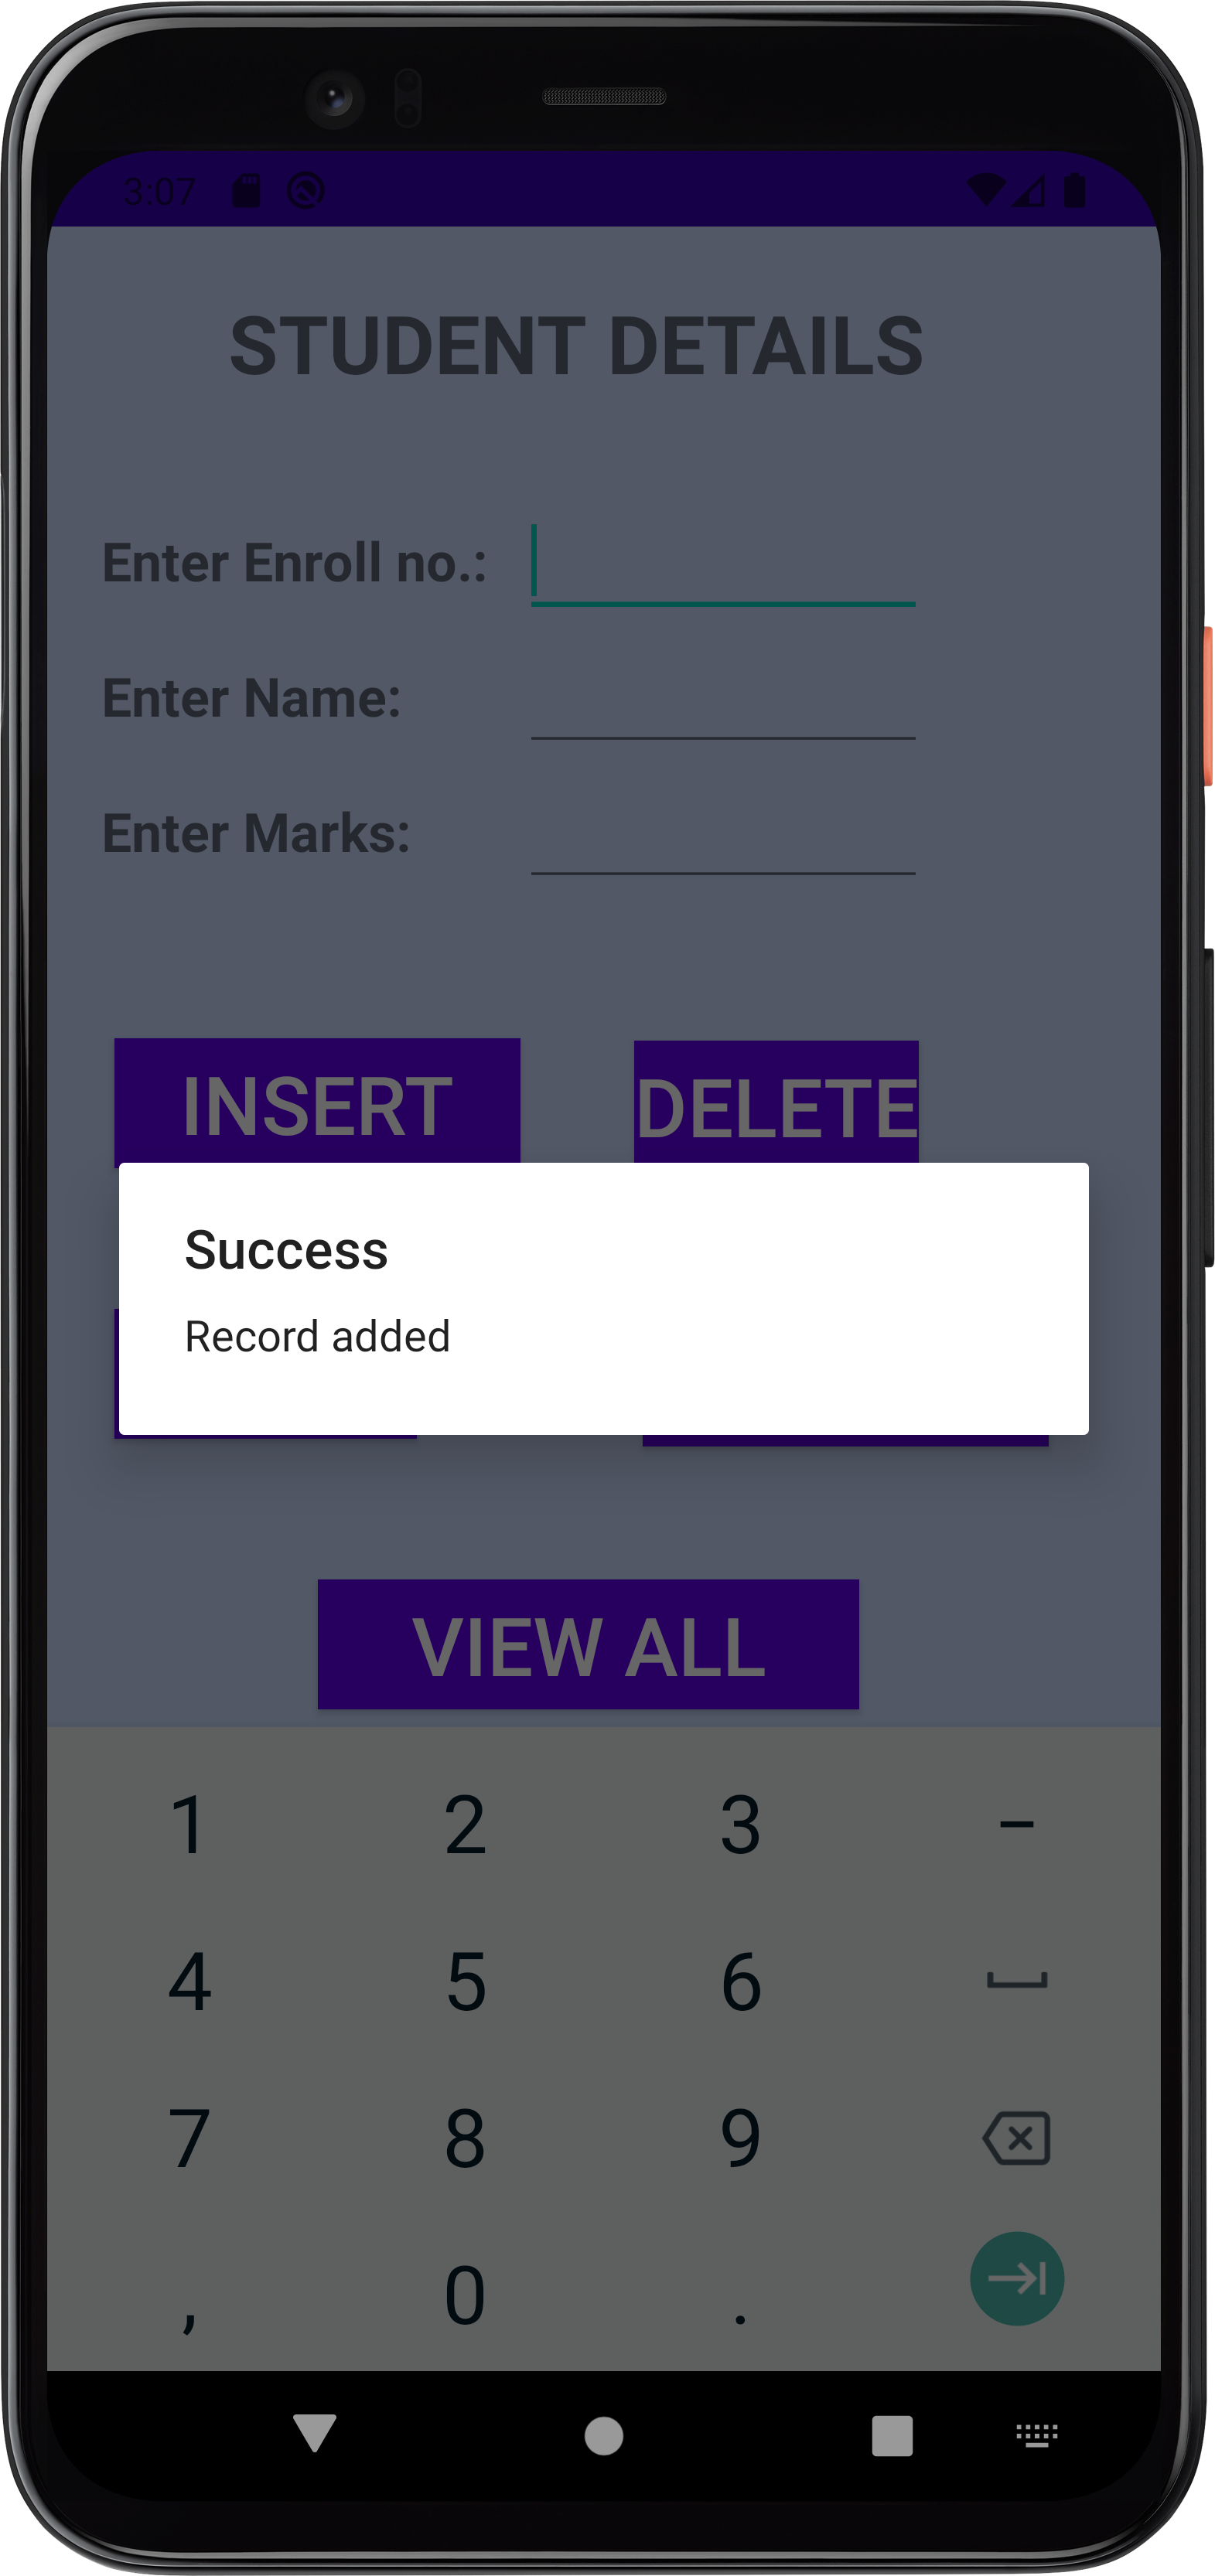 3:07
STUDENT DETAILS
Enter Enroll no.:
Enter Name:
Enter Marks:
INSERT DELETE
Success
Record added
VIEW ALL
1 2 3 –
4 5 6
7 8 9
, 0 .